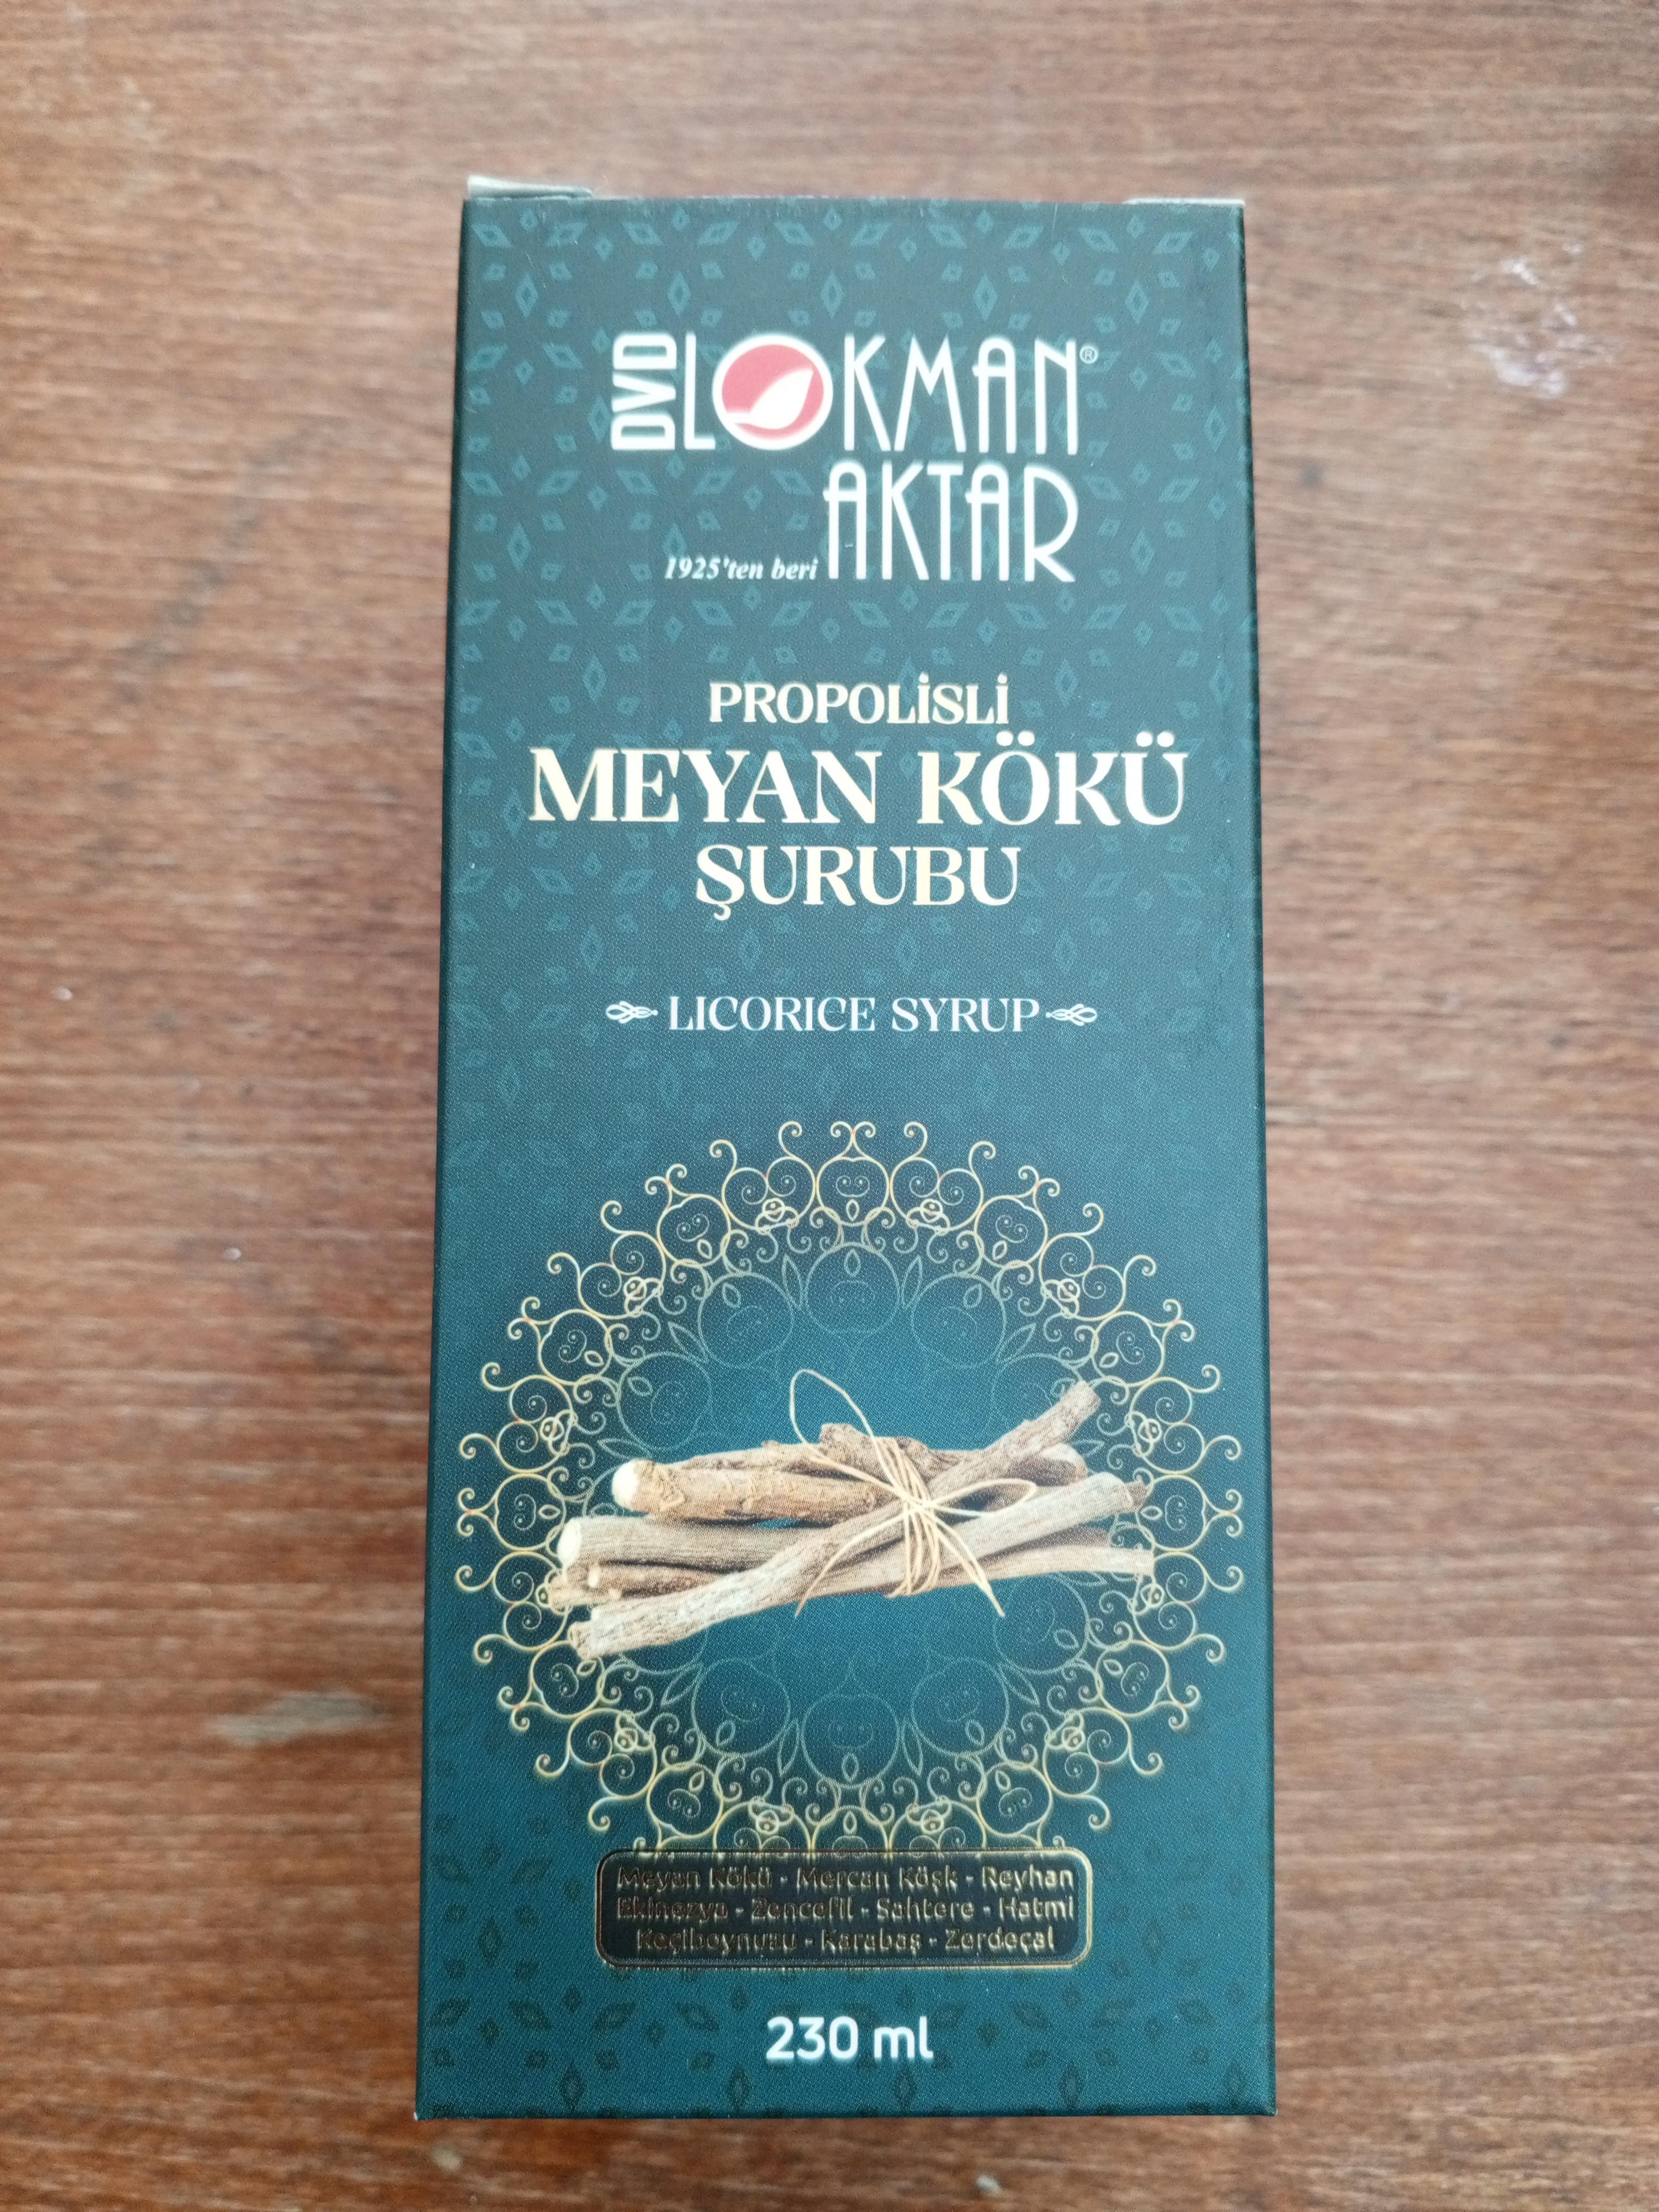 DVD LOKMAN®
AKTAR
1925'ten beri
PROPOLİSLİ
MEYAN KÖKÜ
ŞURUBU
LICORICE SYRUP
Meyan Kökü - Mercan Köşk - Reyhan
Ekinezya - Zencefil - Şahtere - Hatmi
Keçiboynuzu - Karabaş - Zerdeçal
230 ml